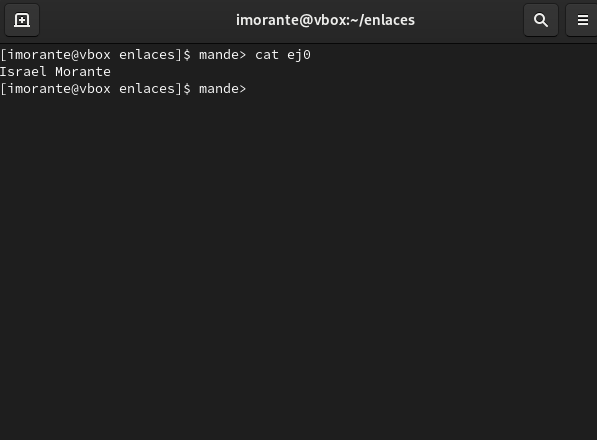 imorante@vbox:~/enlaces
[imorante@vbox enlaces]$ mande> cat ej0
Israel Morante
[imorante@vbox enlaces]$ mande>